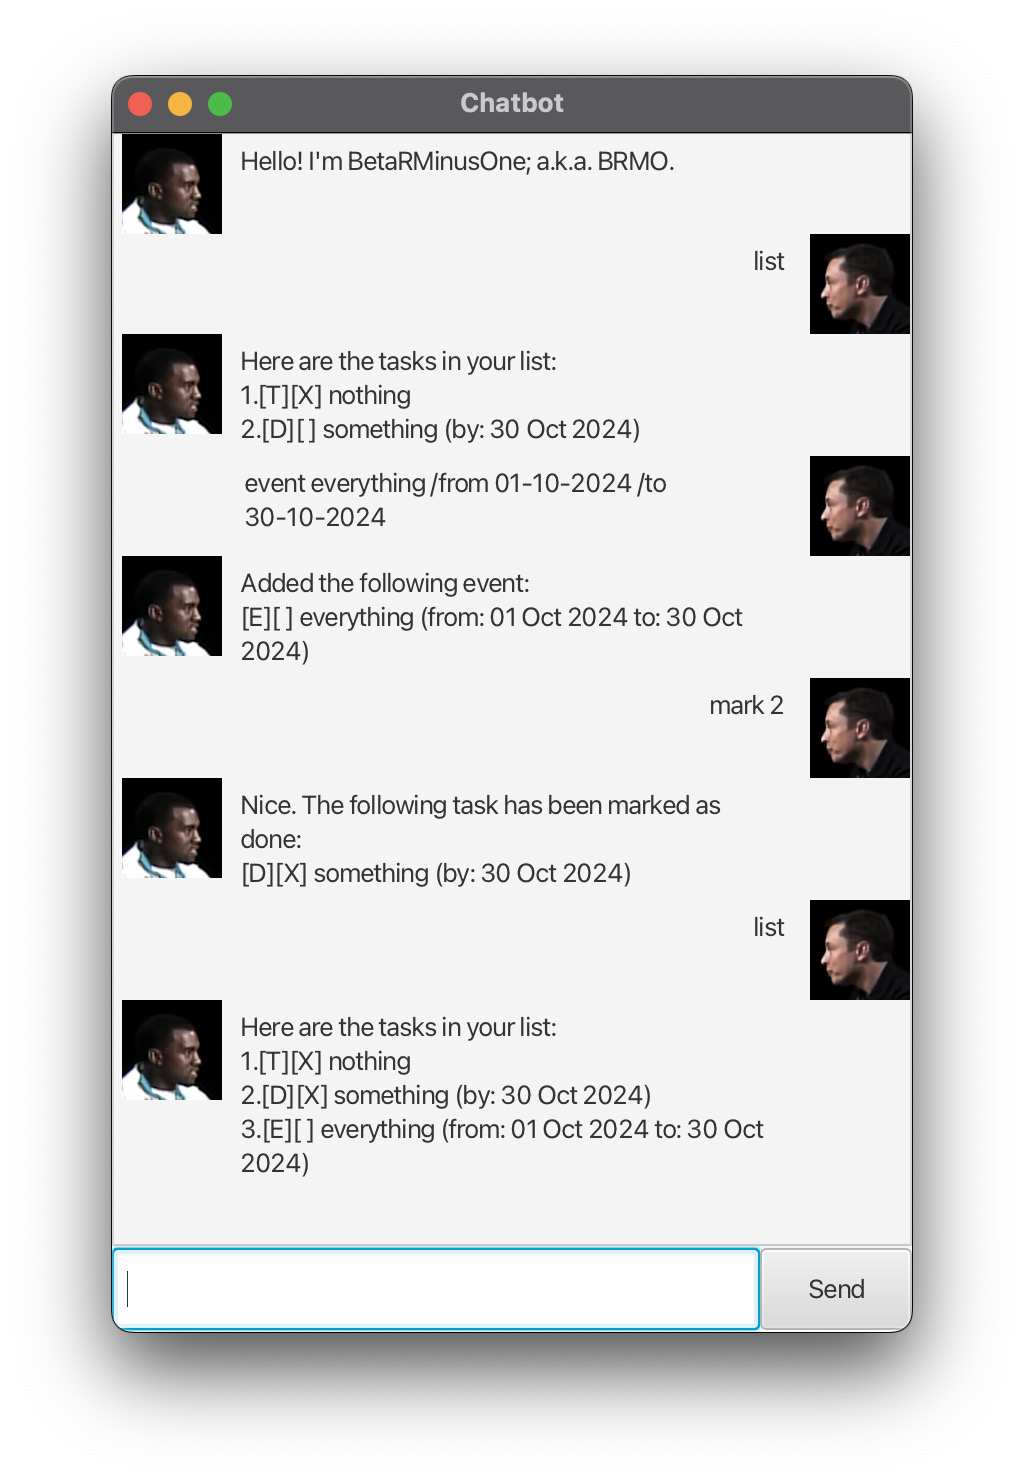 Chatbot
Hello! I'm BetaRMinusOne; a.k.a. BRMO.
list
Here are the tasks in your list:
1.[T][X] nothing
2.[D][ ] something (by: 30 Oct 2024)
event everything /from 01-10-2024 /to
30-10-2024
Added the following event:
[E][ ] everything (from: 01 Oct 2024 to: 30 Oct
2024)
mark 2
Nice. The following task has been marked as
done:
[D][X] something (by: 30 Oct 2024)
list
Here are the tasks in your list:
1.[T][X] nothing
2.[D][X] something (by: 30 Oct 2024)
3.[E][ ] everything (from: 01 Oct 2024 to: 30 Oct
2024)
Send